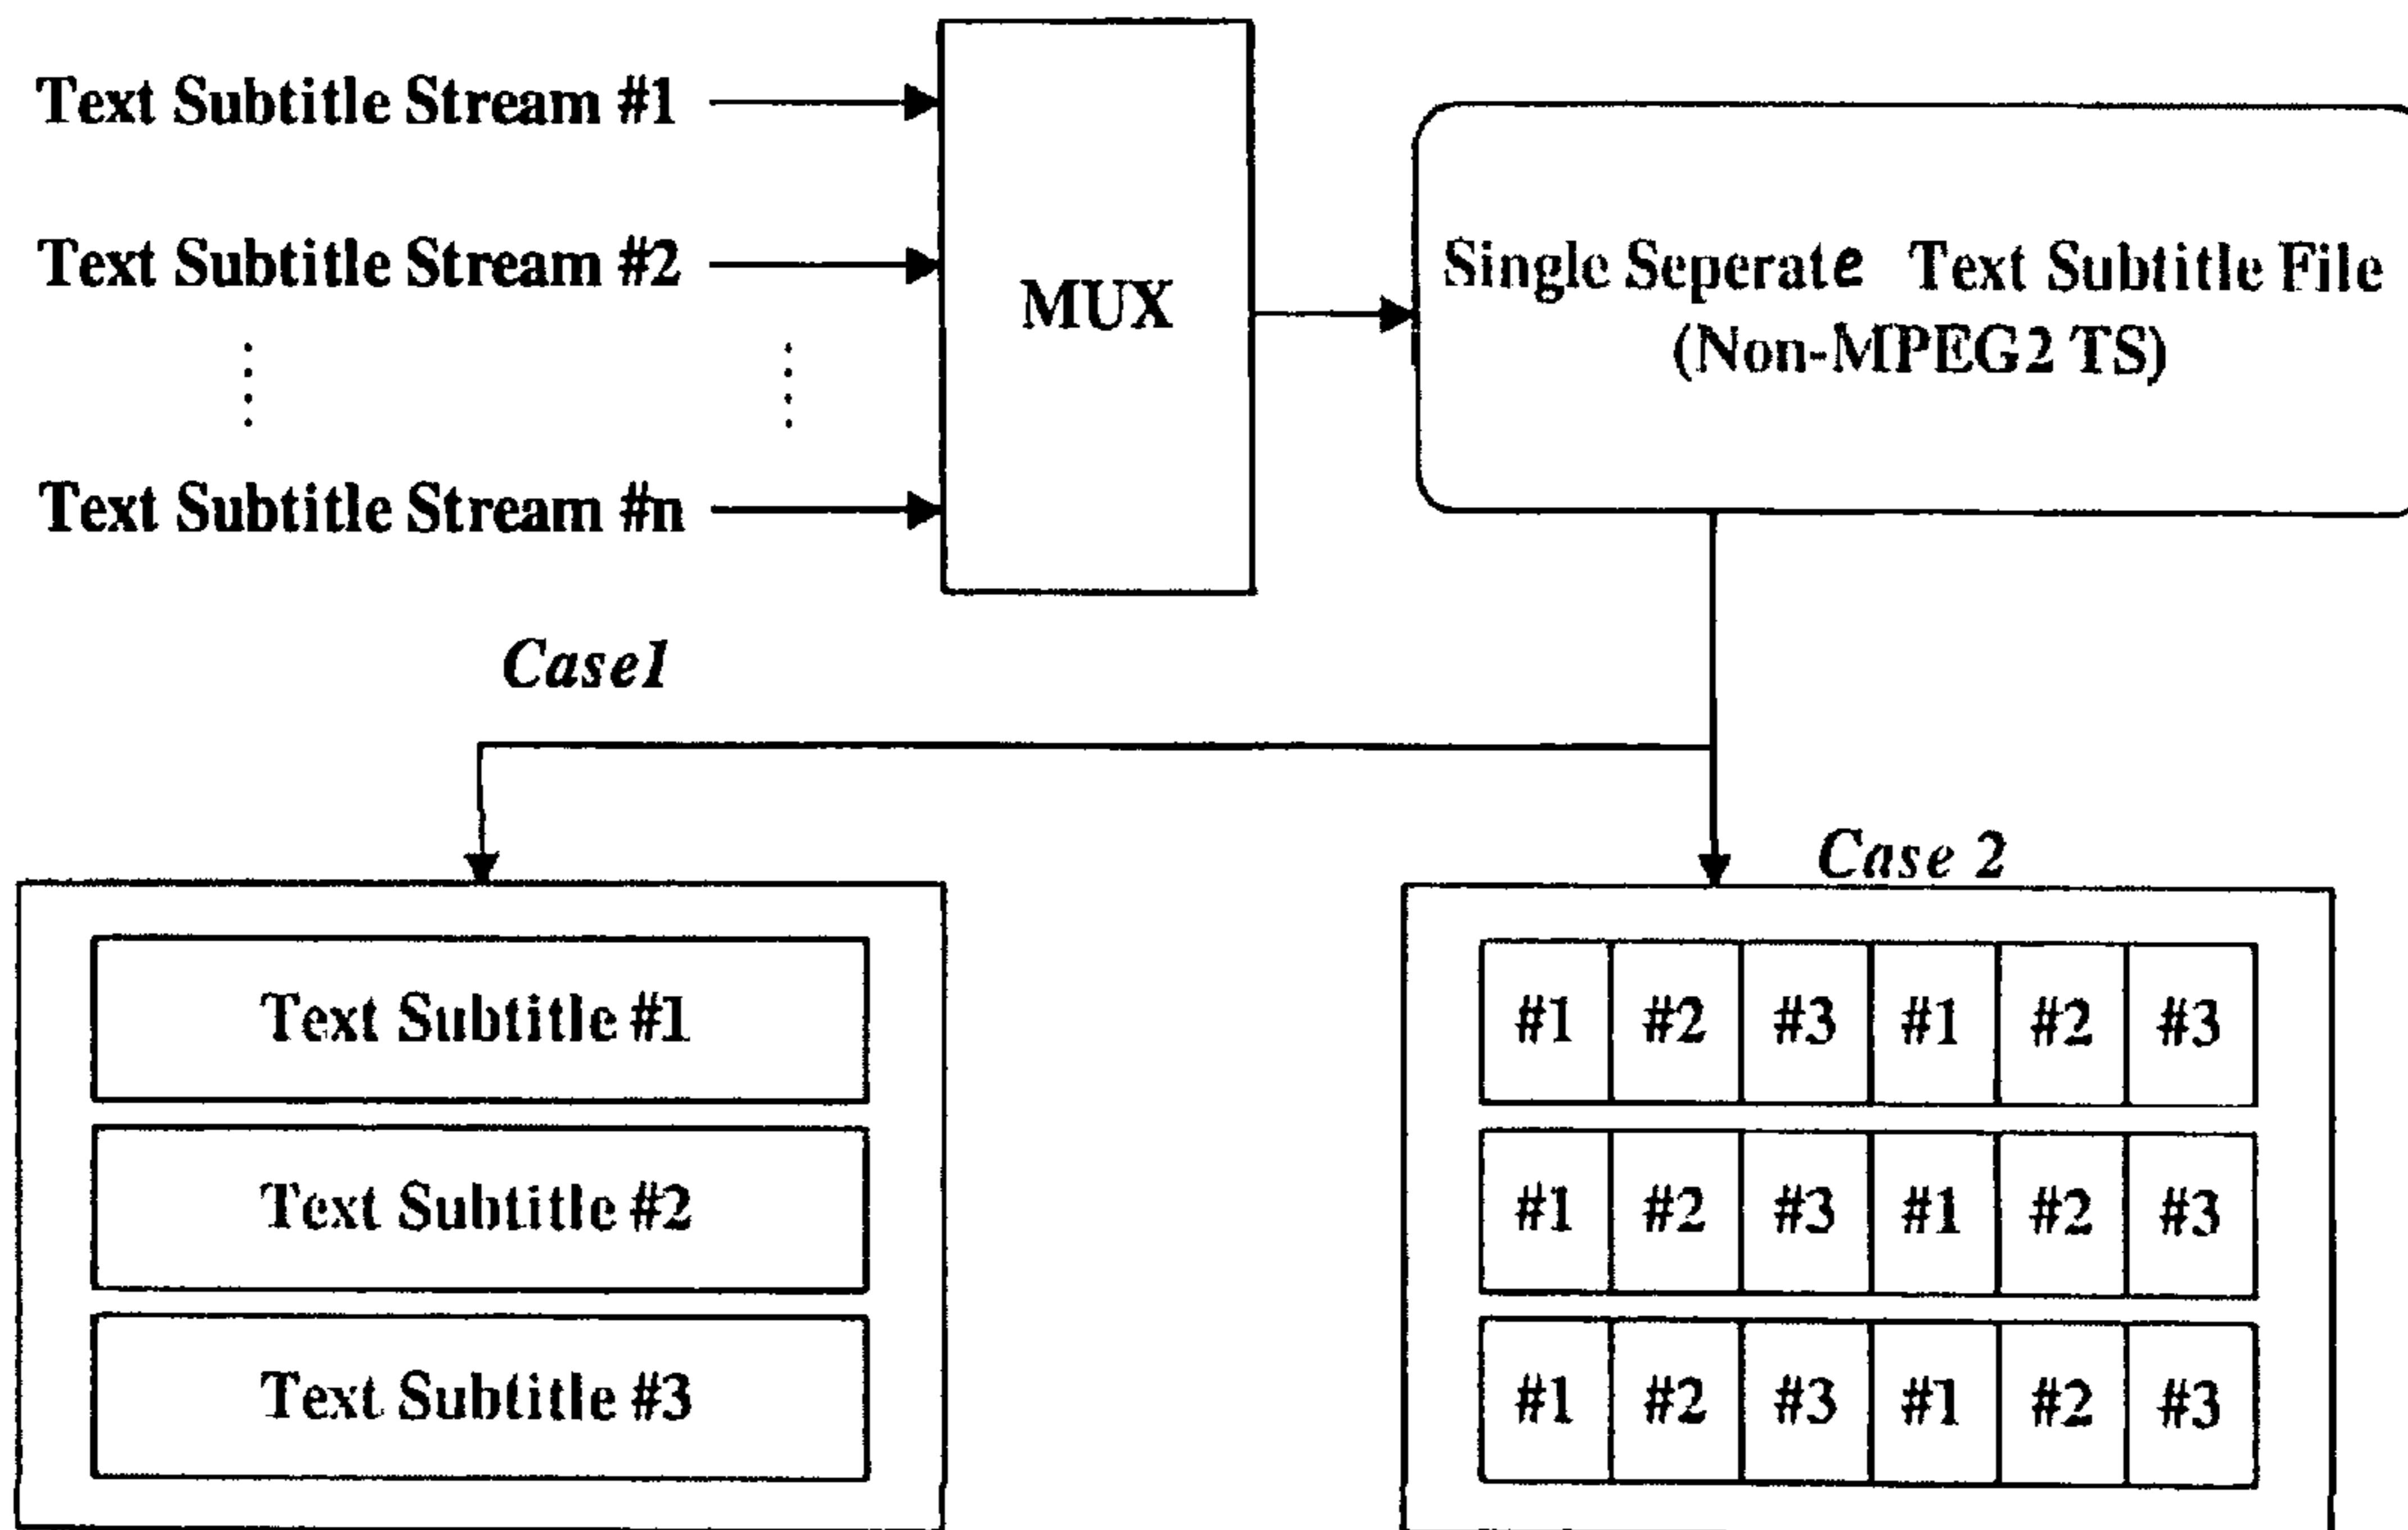 Text Subtitle Stream #1
Text Subtitle Stream #2
Text Subtitle Stream #n
MUX
Single Seperate Text Subtitle File
(Non-MPEG2 TS)
Case1
Case 2
Text Subtitle #1
Text Subtitle #2
Text Subtitle #3
#1 #2 #3 #1 #2 #3
#1 #2 #3 #1 #2 #3
#1 #2 #3 #1 #2 #3